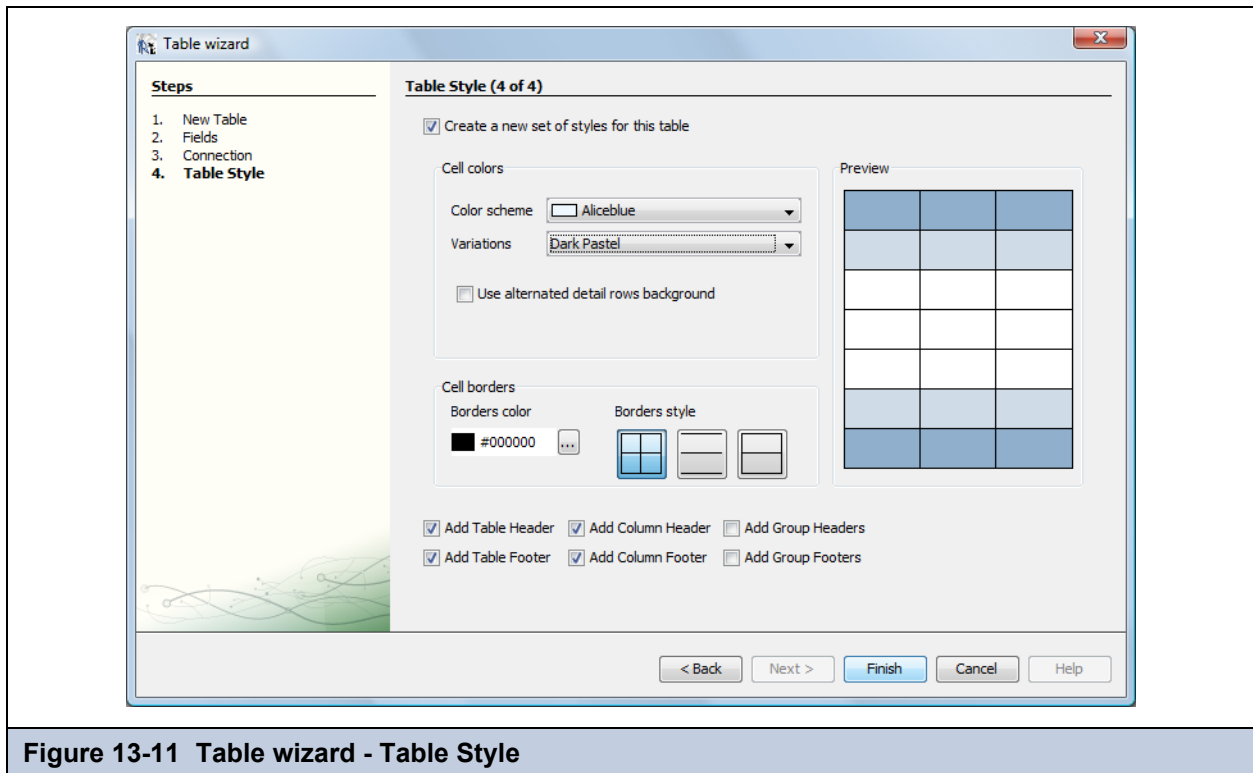 Table wizard
Steps
1. New Table
2. Fields
3. Connection
4. Table Style
Table Style (4 of 4)
Create a new set of styles for this table
Cell colors
Color scheme Aliceblue
Variations Dark Pastel
Use alternated detail rows background
Preview
Cell borders
Borders color Borders style
#000000 ...
Add Table Header Add Column Header Add Group Headers
Add Table Footer Add Column Footer Add Group Footers
< Back Next > Finish Cancel Help
Figure 13-11 Table wizard - Table Style